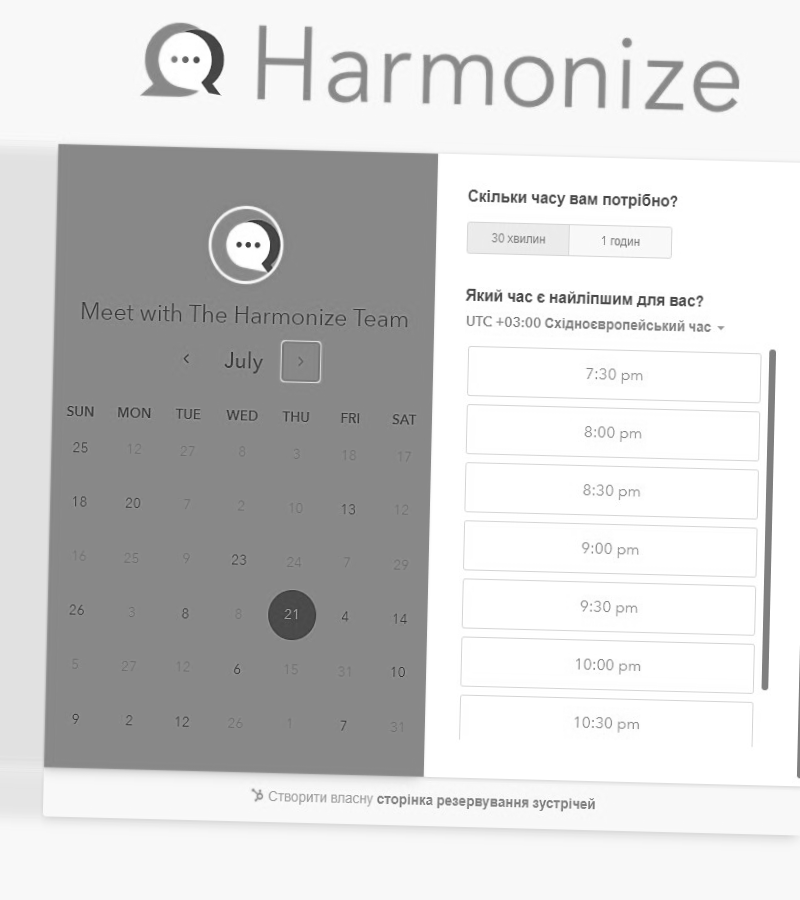 Harmonize
Meet with The Harmonize Team
July
SUN MON TUE WED THU FRI SAT
25 12 27 8 3 18 17
18 20 7 2 10 13 12
16 25 9 23 24 7 29
26 3 8 8 21 4 14
5 27 12 6 15 31 10
9 2 12 26 1 7 31
Скільки часу вам потрібно?
30 хвилин 1 годин
Який час є найліпшим для вас?
UTC +03:00 Східноєвропейський час
7:30 pm
8:00 pm
8:30 pm
9:00 pm
9:30 pm
10:00 pm
10:30 pm
Створити власну сторінка резервування зустрічей